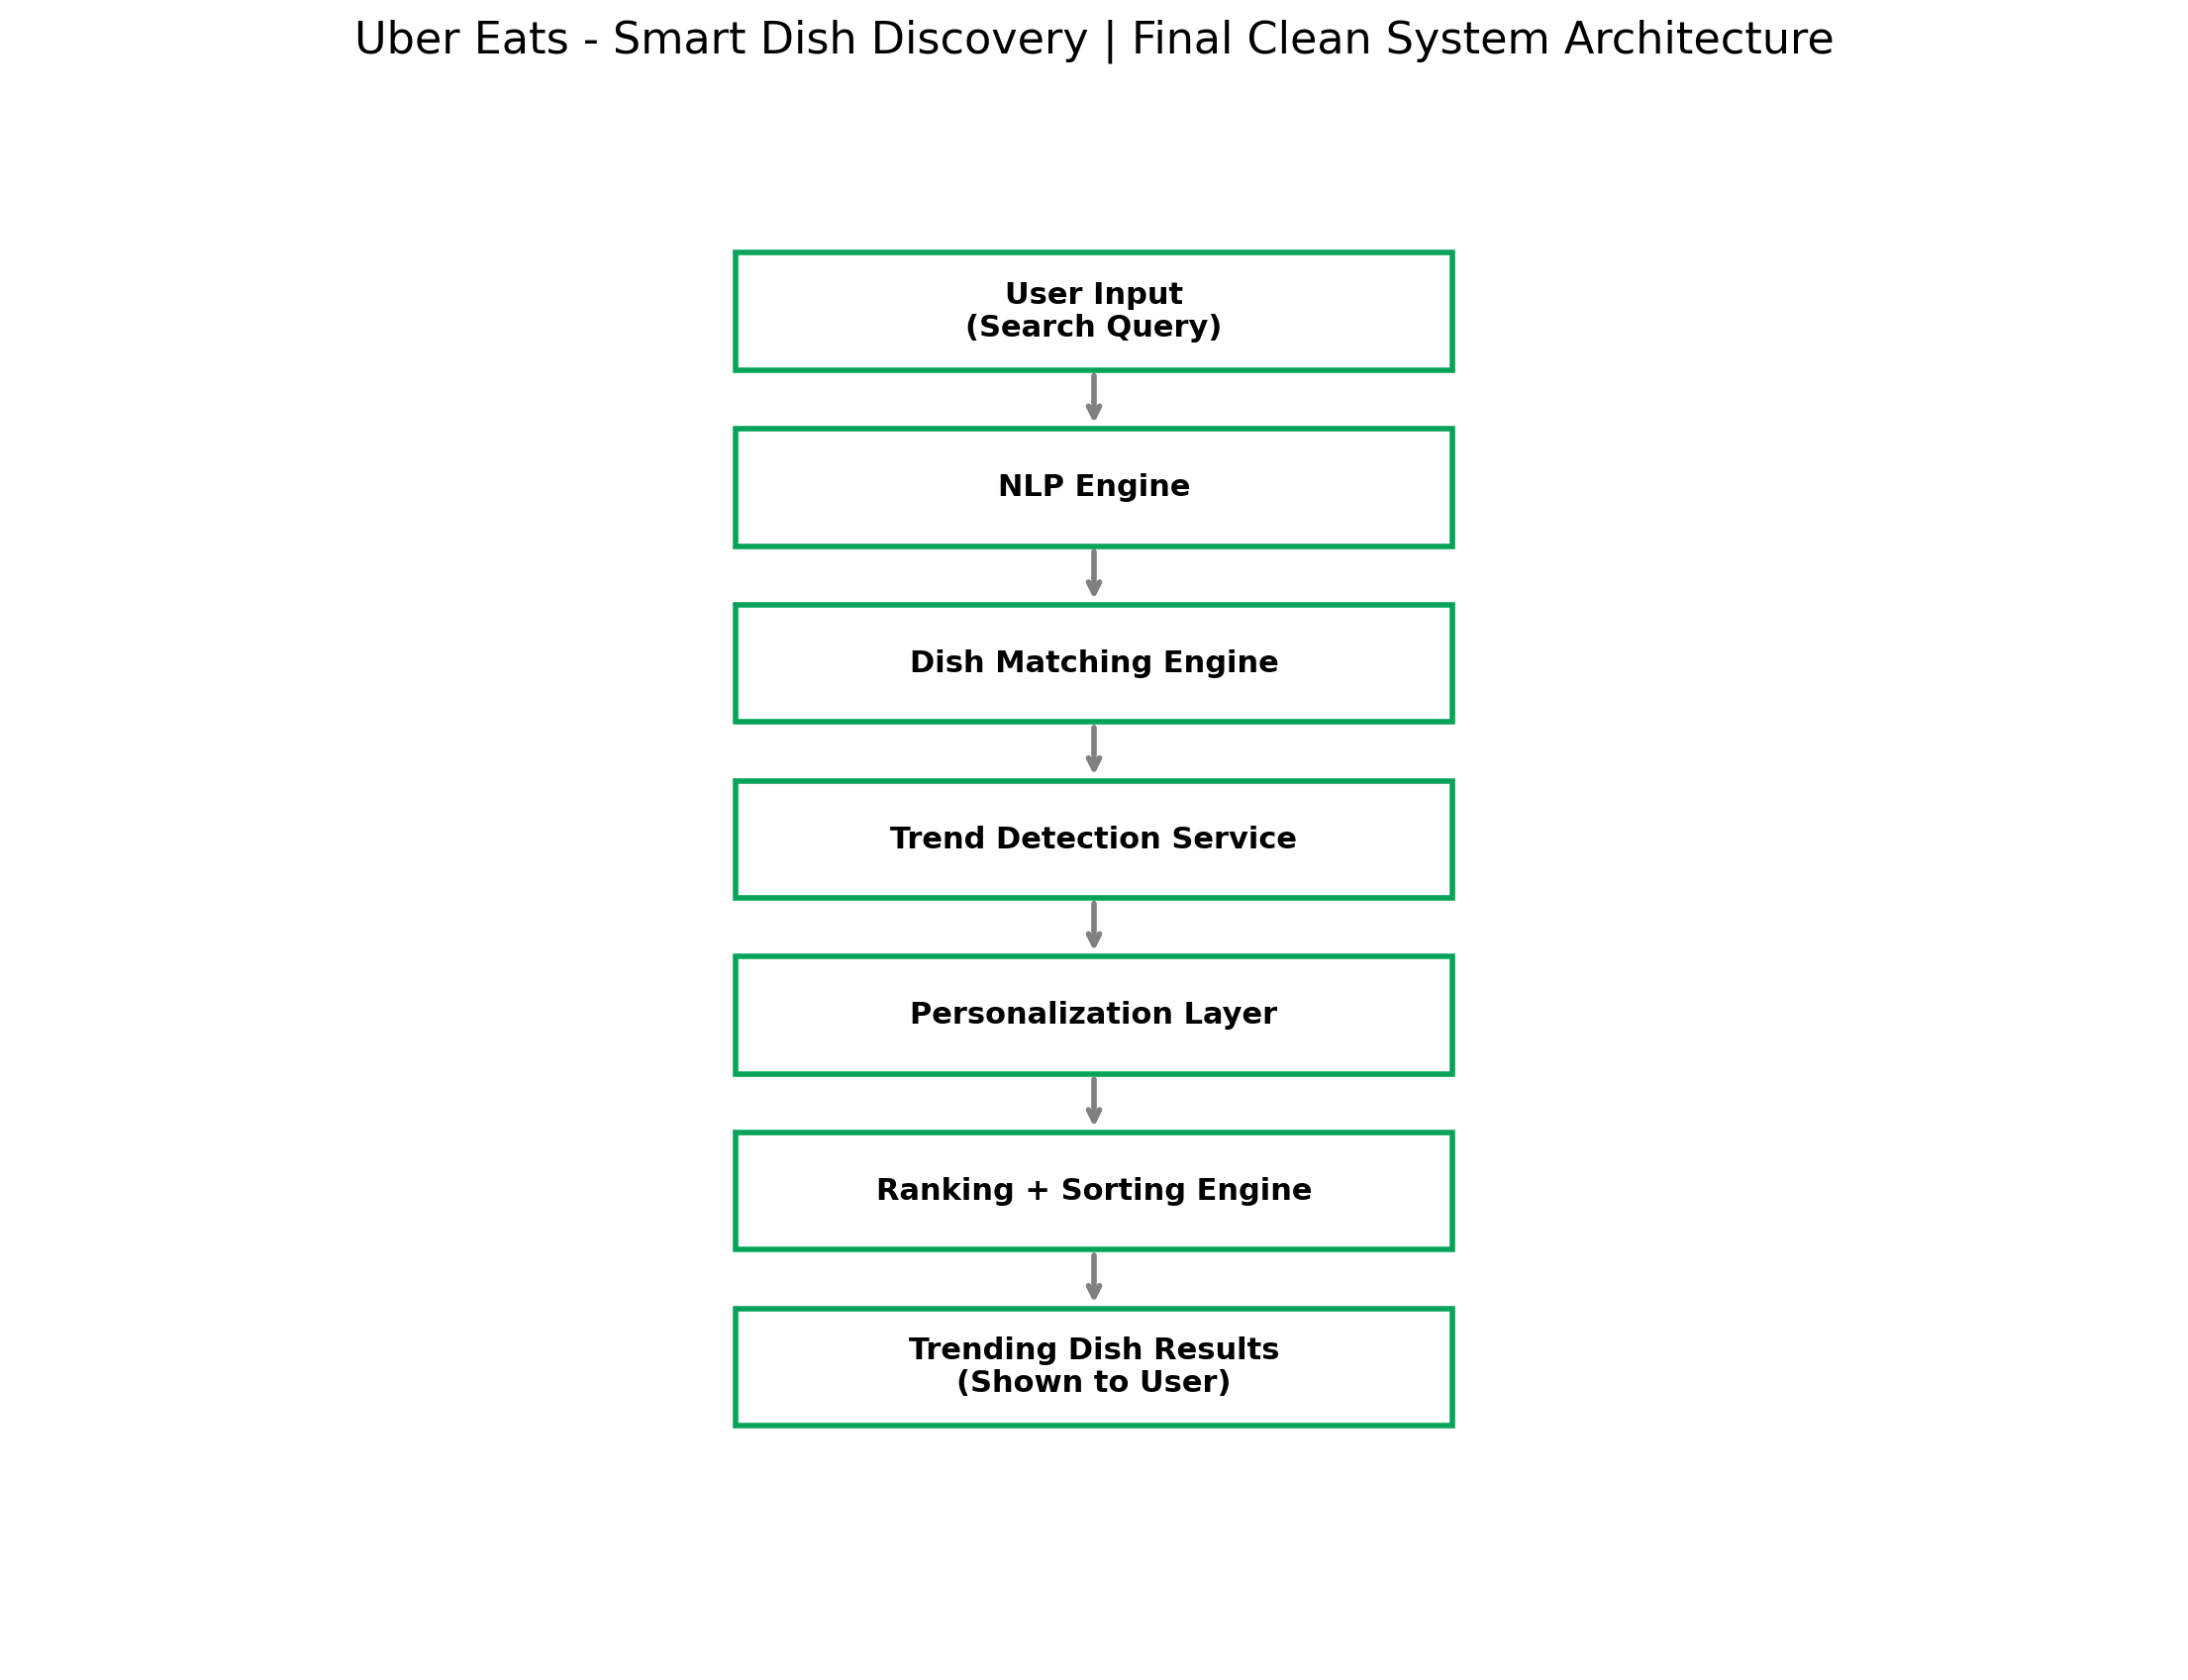 Uber Eats - Smart Dish Discovery | Final Clean System Architecture
User Input
(Search Query)
NLP Engine
Dish Matching Engine
Trend Detection Service
Personalization Layer
Ranking + Sorting Engine
Trending Dish Results
(Shown to User)